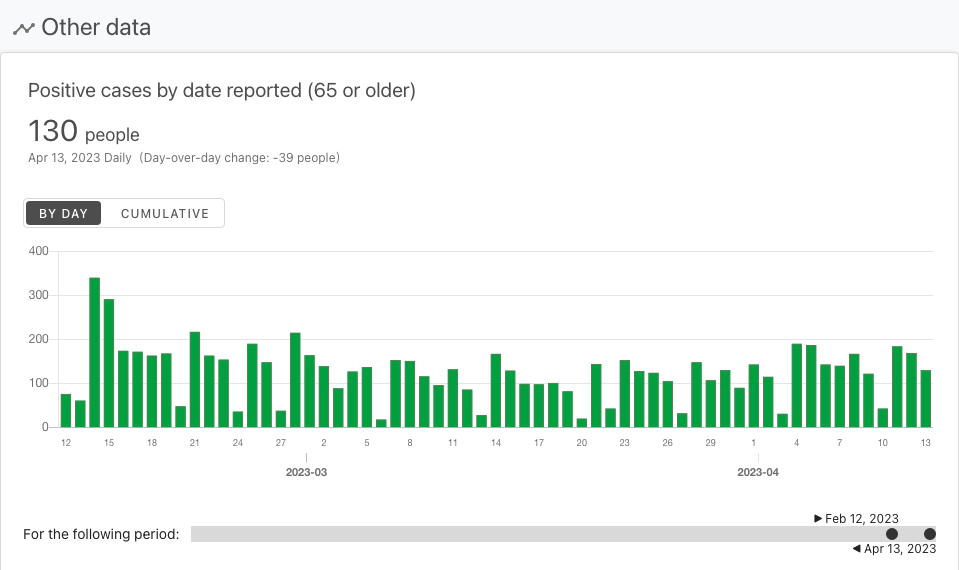 Other data
Positive cases by date reported (65 or older)
130 people
Apr 13, 2023 Daily (Day-over-day change: -39 people)
BY DAY CUMULATIVE
400
300
200
100
0
12 15 18 21 24 27 2 5 8 11 14 17 20 23 26 29 1 4 7 10 13
2023-03 2023-04
Feb 12, 2023
For the following period:
Apr 13, 2023